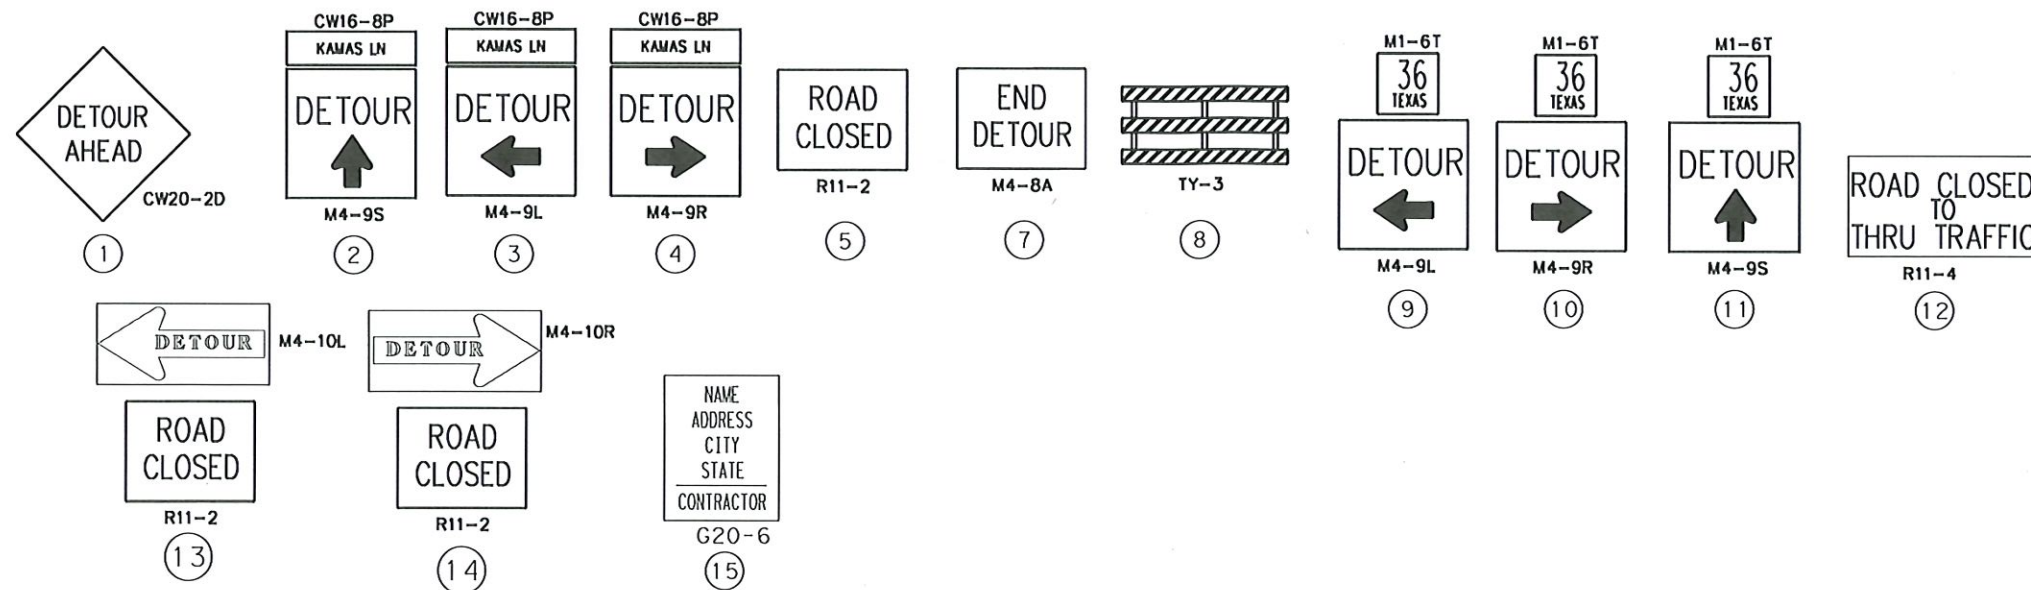 DETOUR
AHEAD
CW20-2D
1
CW16-8P
KAMAS LN
DETOUR
M4-9S
2
CW16-8P
KAMAS LN
DETOUR
M4-9L
3
CW16-8P
KAMAS LN
DETOUR
M4-9R
4
ROAD
CLOSED
R11-2
5
END
DETOUR
M4-8A
7
TY-3
8
M1-6T
36
TEXAS
DETOUR
M4-9L
9
M1-6T
36
TEXAS
DETOUR
M4-9R
10
M1-6T
36
TEXAS
DETOUR
M4-9S
11
ROAD CLOSED
TO
THRU TRAFFIC
R11-4
12
DETOUR
M4-10L
ROAD
CLOSED
R11-2
13
DETOUR
M4-10R
ROAD
CLOSED
R11-2
14
NAME
ADDRESS
CITY
STATE
CONTRACTOR
G20-6
15